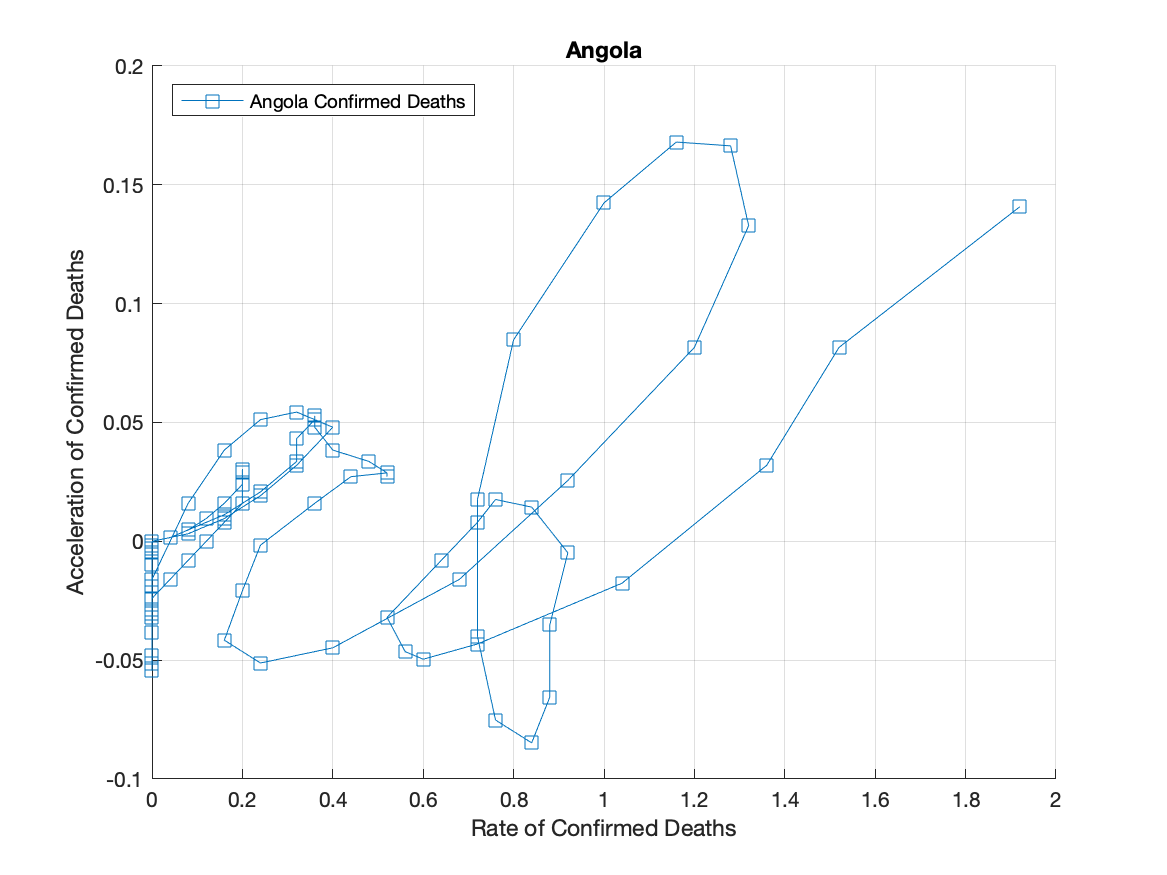 Angola
Angola Confirmed Deaths
0.2
0.15
0.1
0.05
0
-0.05
-0.1
Acceleration of Confirmed Deaths
0 0.2 0.4 0.6 0.8 1 1.2 1.4 1.6 1.8 2
Rate of Confirmed Deaths